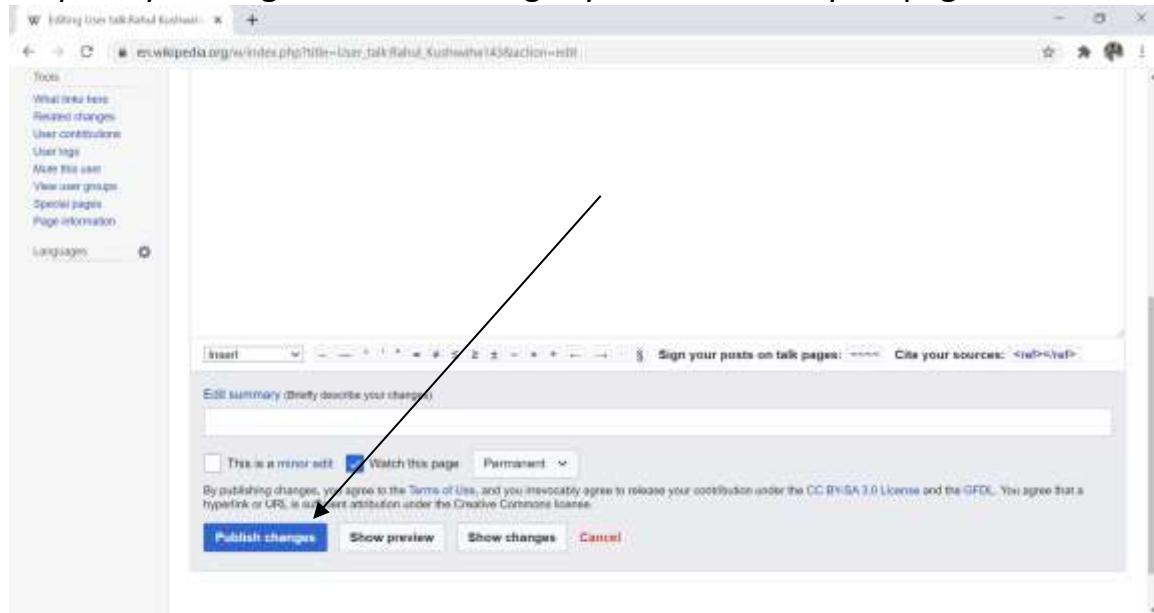 Editing User talk:Rahul Kushwah
en.wikipedia.org/w/index.php?title=User_talk:Rahul_Kushwaha143&action=edit
Tools
What links here
Related changes
User contributions
User logs
Mute this user
View user groups
Special pages
Page information
Languages
Insert
Sign your posts on talk pages: ~~~~ Cite your sources: <ref></ref>
Edit summary (Briefly describe your changes)
This is a minor edit Watch this page Permanent
By publishing changes, you agree to the Terms of Use, and you irrevocably agree to release your contribution under the CC BY-SA 3.0 License and the GFDL. You agree that a
hyperlink or URL is sufficient attribution under the Creative Commons license.
Publish changes Show preview Show changes Cancel